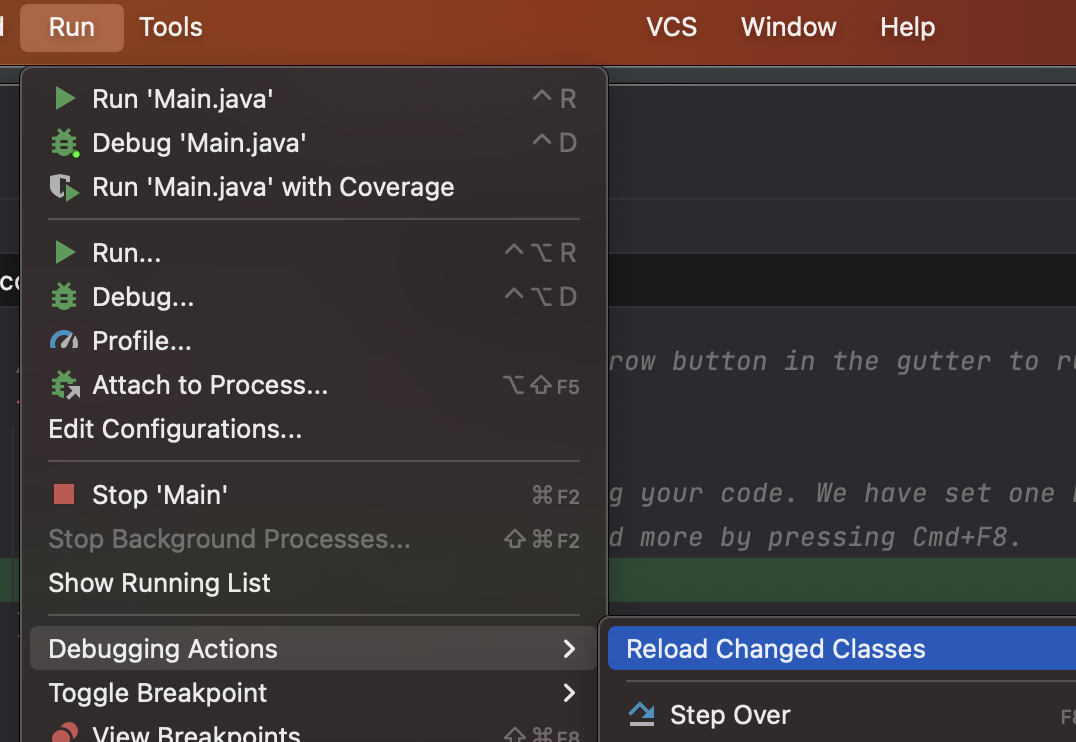 Run Tools VCS Window Help
Run 'Main.java' ^ R
Debug 'Main.java' ^ D
Run 'Main.java' with Coverage
Run... ^ ⌥ R
Debug... ^ ⌥ D
Profile...
row button in the gutter to
Attach to Process... ⌥ ⇧ F5
Edit Configurations...
Stop 'Main' ⌘ F2
g your code. We have set one
Stop Background Processes... ⇧ ⌘ F2
d more by pressing Cmd+F8.
Show Running List
Debugging Actions >
Reload Changed Classes
Toggle Breakpoint >
Step Over
View Breakpoints ⇧ ⌘ F8